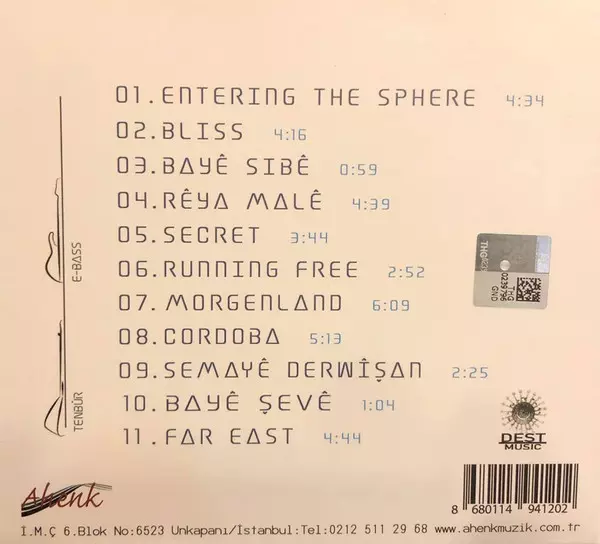 01.ENTERING THE SPHERE 4:34
02.BLISS 4:16
03.BAYÊ SIBÊ 0:59
04.RÊYA MALÊ 4:39
05.SECRET 3:44
06.RUNNING FREE 2:52
07.MORGENLAND 6:09
08.CORDOBA 5:13
09.SEMAYÊ DERWÎŞAN 2:25
10.BAYÊ ŞEVÊ 1:04
11.FAR EAST 4:44
E-BASS
TENBÛR
THG
0239796
GND
DEST
MUSIC
Ahenk
8 680114 941202
İ.M.Ç 6.Blok No:6523 Unkapanı/İstanbul:Tel:0212 511 29 68 www.ahenkmuzik.com.tr